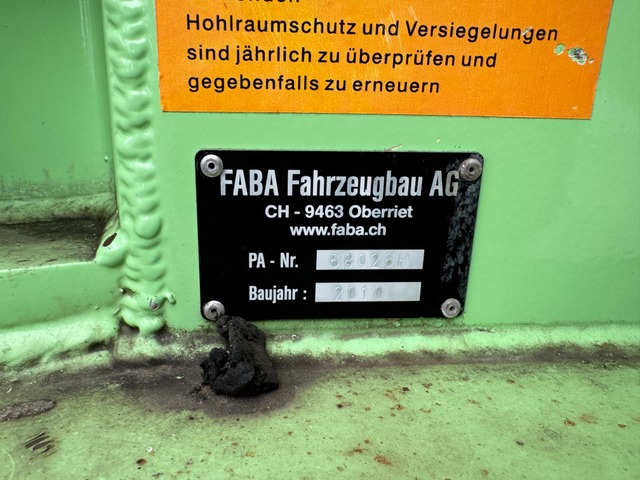 Hohlraumschutz und Versiegelungen
sind jährlich zu überprüfen und
gegebenfalls zu erneuern
FABA Fahrzeugbau AG
CH - 9463 Oberriet
www.faba.ch
PA - Nr.
Baujahr : 2010